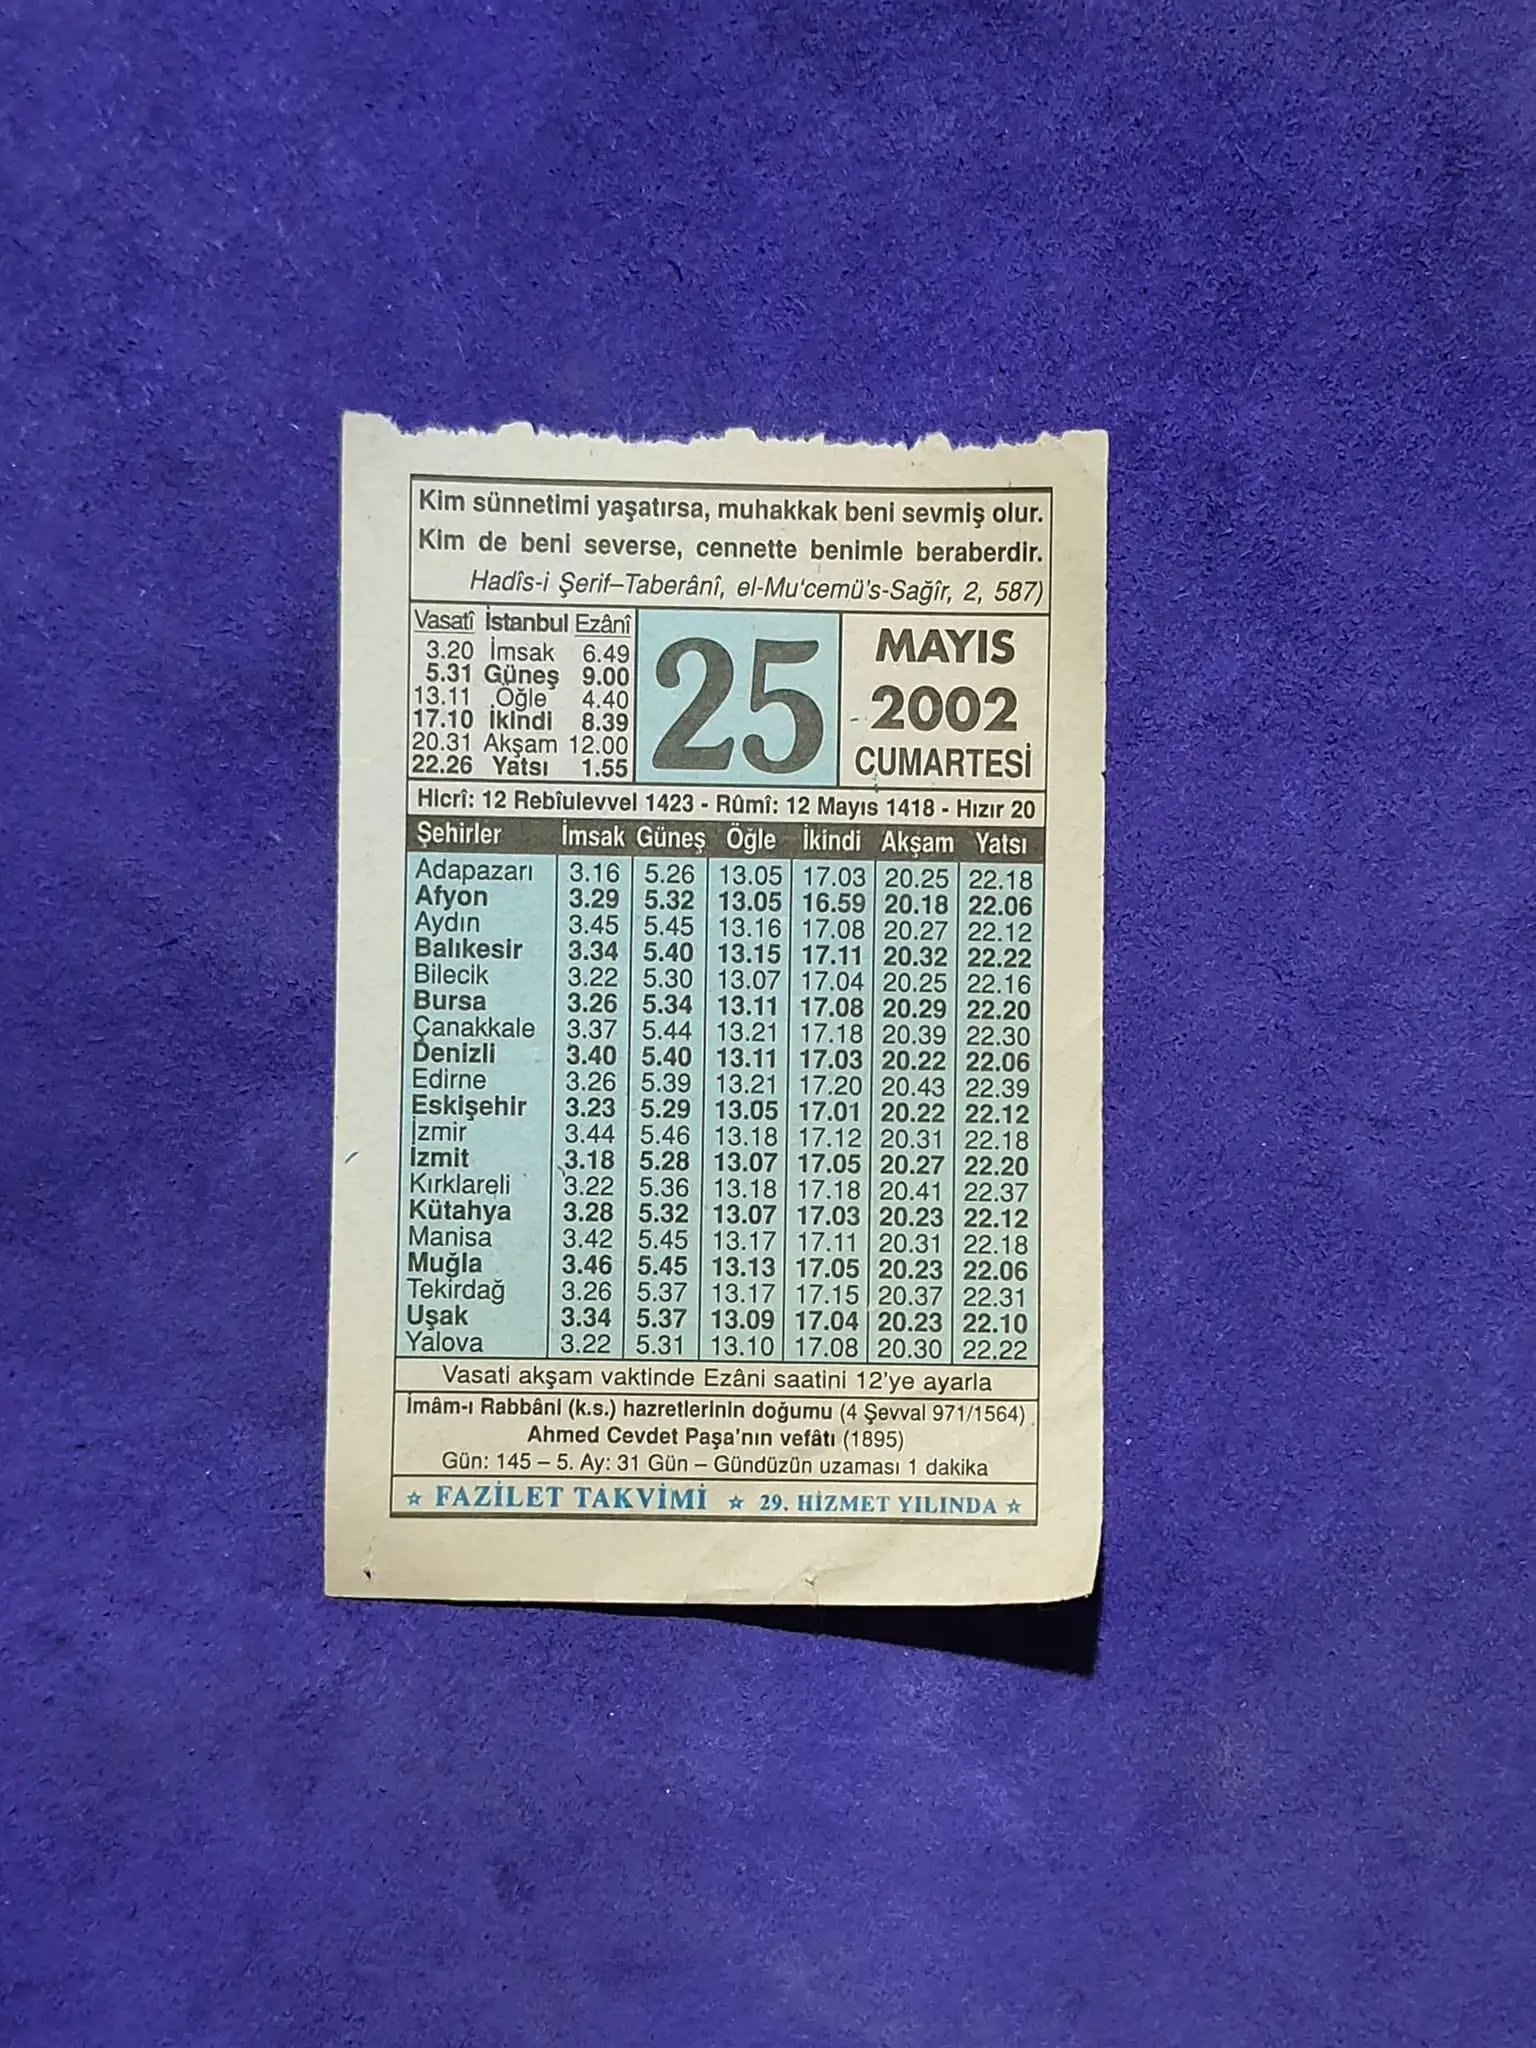 Kim sünnetimi yaşatırsa, muhakkak beni sevmiş olur.
Kim de beni severse, cennette benimle beraberdir.
Hadîs-i Şerif–Taberânî, el-Mu'cemü's-Sağîr, 2, 587)
Vasatî İstanbul Ezânî
3.20 İmsak 6.49
5.31 Güneş 9.00
13.11 Öğle 4.40
17.10 İkindi 8.39
20.31 Akşam 12.00
22.26 Yatsı 1.55
25
MAYIS
2002
CUMARTESİ
Hicrî: 12 Rebîulevvel 1423 - Rûmî: 12 Mayıs 1418 - Hızır 20
Şehirler İmsak Güneş Öğle İkindi Akşam Yatsı
Adapazarı 3.16 5.26 13.05 17.03 20.25 22.18
Afyon 3.29 5.32 13.05 16.59 20.18 22.06
Aydın 3.45 5.45 13.16 17.08 20.27 22.12
Balıkesir 3.34 5.40 13.15 17.11 20.32 22.22
Bilecik 3.22 5.30 13.07 17.04 20.25 22.16
Bursa 3.26 5.34 13.11 17.08 20.29 22.20
Çanakkale 3.37 5.44 13.21 17.18 20.39 22.30
Denizli 3.40 5.40 13.11 17.03 20.22 22.06
Edirne 3.26 5.39 13.21 17.20 20.43 22.39
Eskişehir 3.23 5.29 13.05 17.01 20.22 22.12
İzmir 3.44 5.46 13.18 17.12 20.31 22.18
İzmit 3.18 5.28 13.07 17.05 20.27 22.20
Kırklareli 3.22 5.36 13.18 17.18 20.41 22.37
Kütahya 3.28 5.32 13.07 17.03 20.23 22.12
Manisa 3.42 5.45 13.17 17.11 20.31 22.18
Muğla 3.46 5.45 13.13 17.05 20.23 22.06
Tekirdağ 3.26 5.37 13.17 17.15 20.37 22.31
Uşak 3.34 5.37 13.09 17.04 20.23 22.10
Yalova 3.22 5.31 13.10 17.08 20.30 22.22
Vasati akşam vaktinde Ezâni saatini 12'ye ayarla
İmâm-ı Rabbânî (k.s.) hazretlerinin doğumu (4 Şevval 971/1564)
Ahmed Cevdet Paşa'nın vefâtı (1895)
Gün: 145 – 5. Ay: 31 Gün – Gündüzün uzaması 1 dakika
☆ FAZİLET TAKVİMİ ☆ 29. HİZMET YILINDA ☆